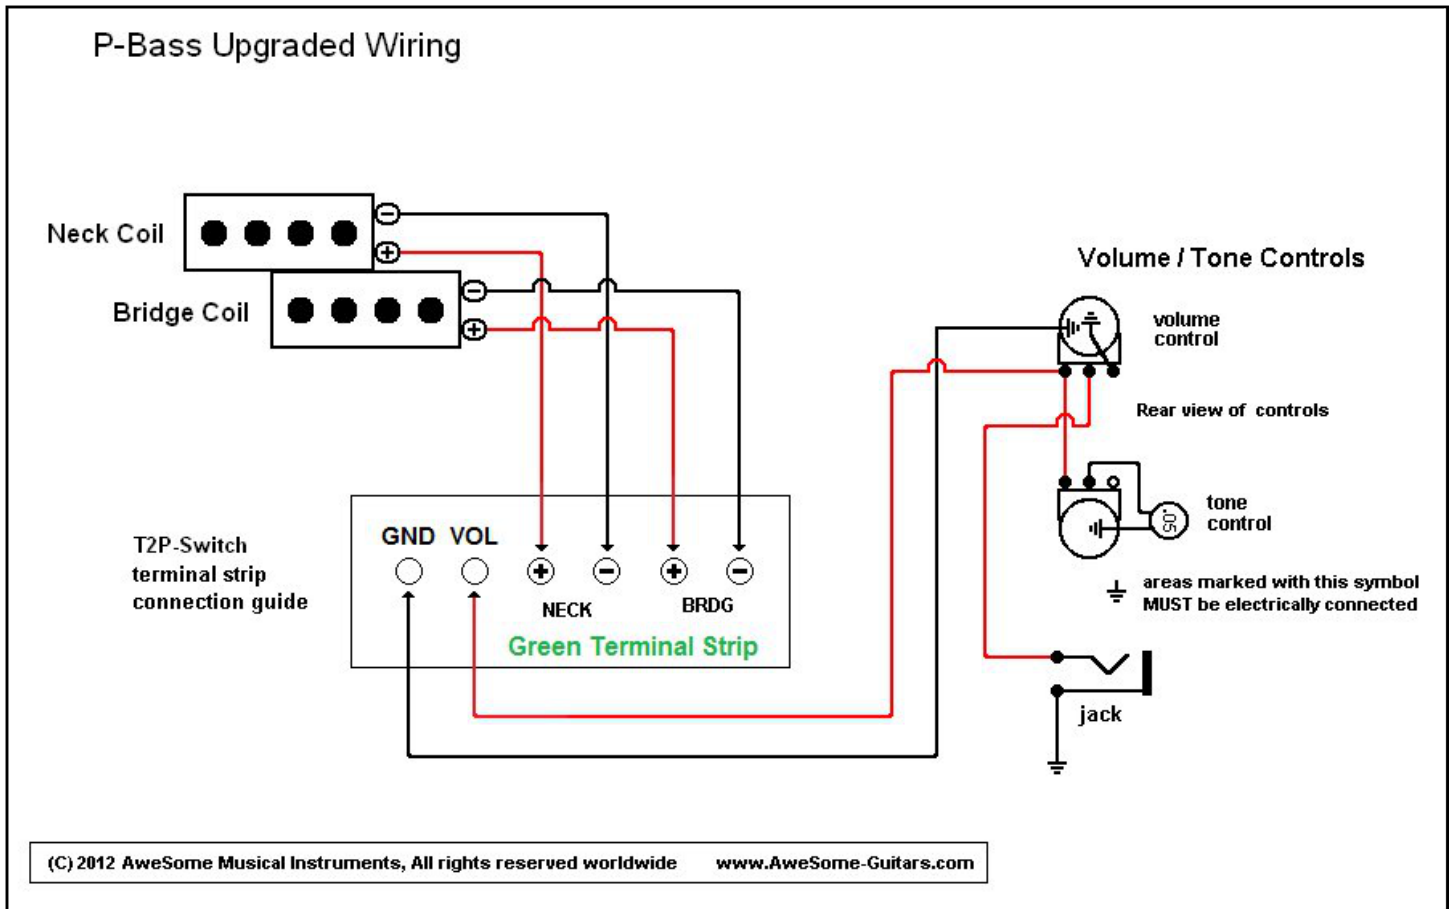 P-Bass Upgraded Wiring
Neck Coil
Bridge Coil
Volume / Tone Controls
volume
control
Rear view of controls
tone
control
.05
areas marked with this symbol
MUST be electrically connected
T2P-Switch
terminal strip
connection guide
GND VOL
NECK
BRDG
Green Terminal Strip
jack
(C) 2012 AweSome Musical Instruments, All rights reserved worldwide www.AweSome-Guitars.com